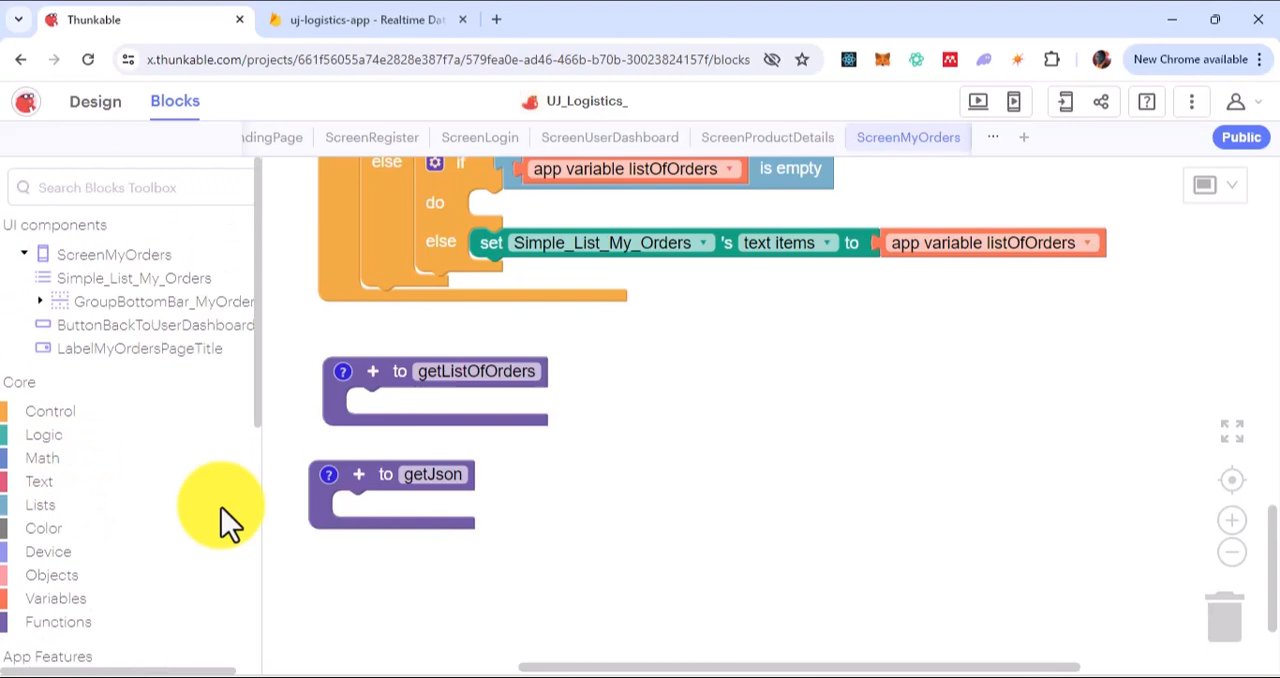 Thunkable
uj-logistics-app - Realtime Dat
x.thunkable.com/projects/661f56055a74e2828e387f7a/579fea0e-ad46-466b-b70b-30023824157f/blocks
New Chrome available
Design
Blocks
UJ_Logistics_
ndingPage
ScreenRegister
ScreenLogin
ScreenUserDashboard
ScreenProductDetails
ScreenMyOrders
Public
Search Blocks Toolbox
UI components
ScreenMyOrders
Simple_List_My_Orders
GroupBottomBar_MyOrder
ButtonBackToUserDashboard
LabelMyOrdersPageTitle
Core
Control
Logic
Math
Text
Lists
Color
Device
Objects
Variables
Functions
App Features
else if app variable listOfOrders is empty
do
else set Simple_List_My_Orders 's text items to app variable listOfOrders
? + to getListOfOrders
? + to getJson